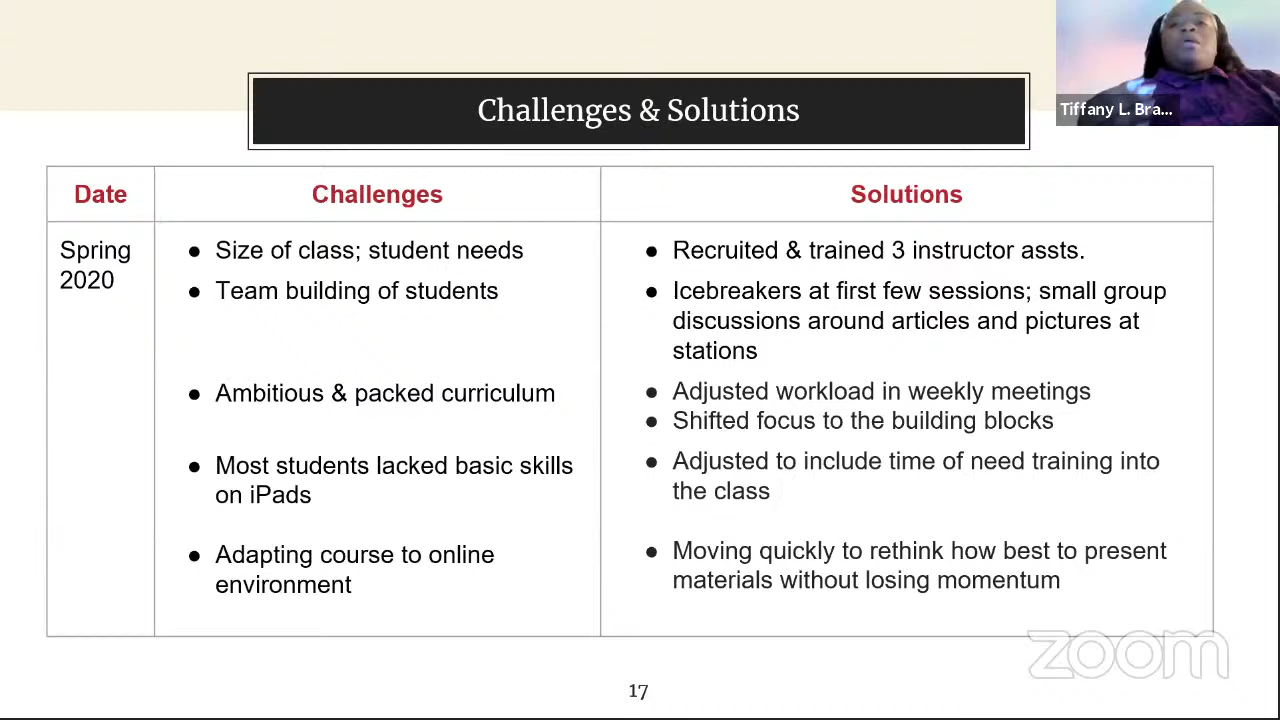 Challenges & Solutions
Tiffany L. Bra...
Date
Challenges
Solutions
Spring
2020
● Size of class; student needs
● Team building of students
● Ambitious & packed curriculum
● Most students lacked basic skills
on iPads
● Adapting course to online
environment
● Recruited & trained 3 instructor assts.
● Icebreakers at first few sessions; small group
discussions around articles and pictures at
stations
● Adjusted workload in weekly meetings
● Shifted focus to the building blocks
● Adjusted to include time of need training into
the class
● Moving quickly to rethink how best to present
materials without losing momentum
zoom
17